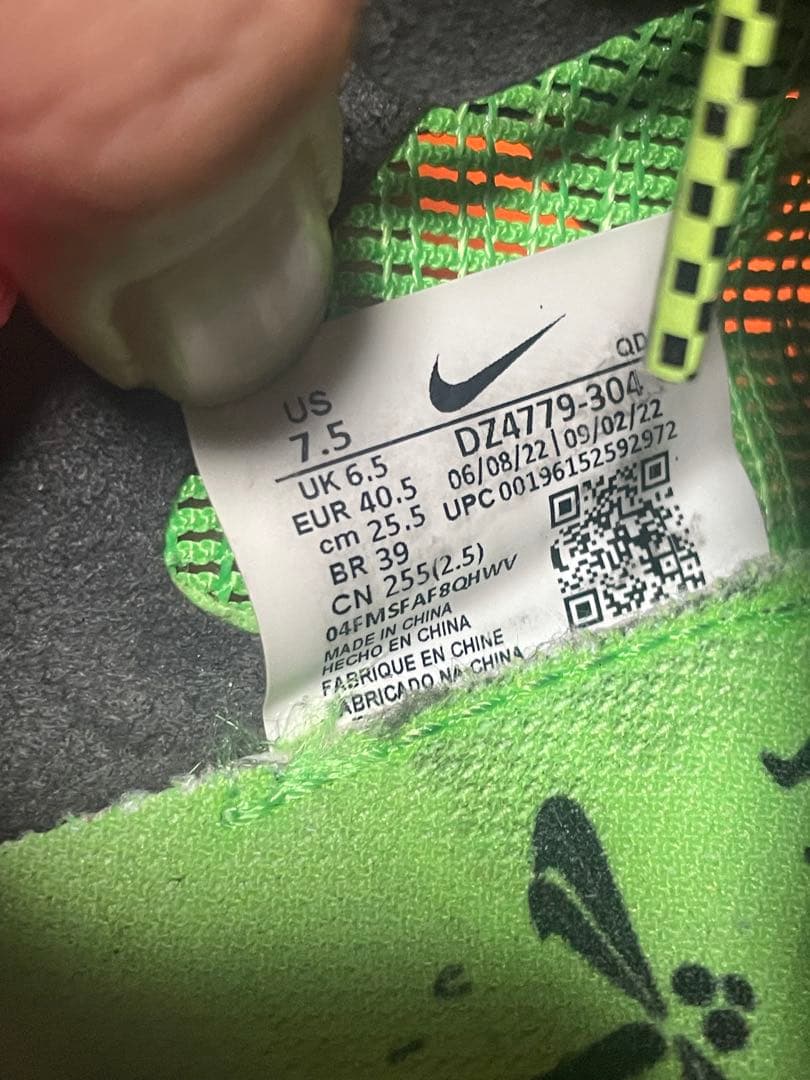 US
7.5
QD
UK 6.5
DZ4779-304
EUR 40.5
06/08/22 | 09/02/22
cm 25.5
UPC 00196152592972
BR 39
CN 255(2.5)
04FMSFAF8QHWV
MADE IN CHINA
HECHO EN CHINA
FABRIQUE EN CHINE
ABRICADO NA CHINA